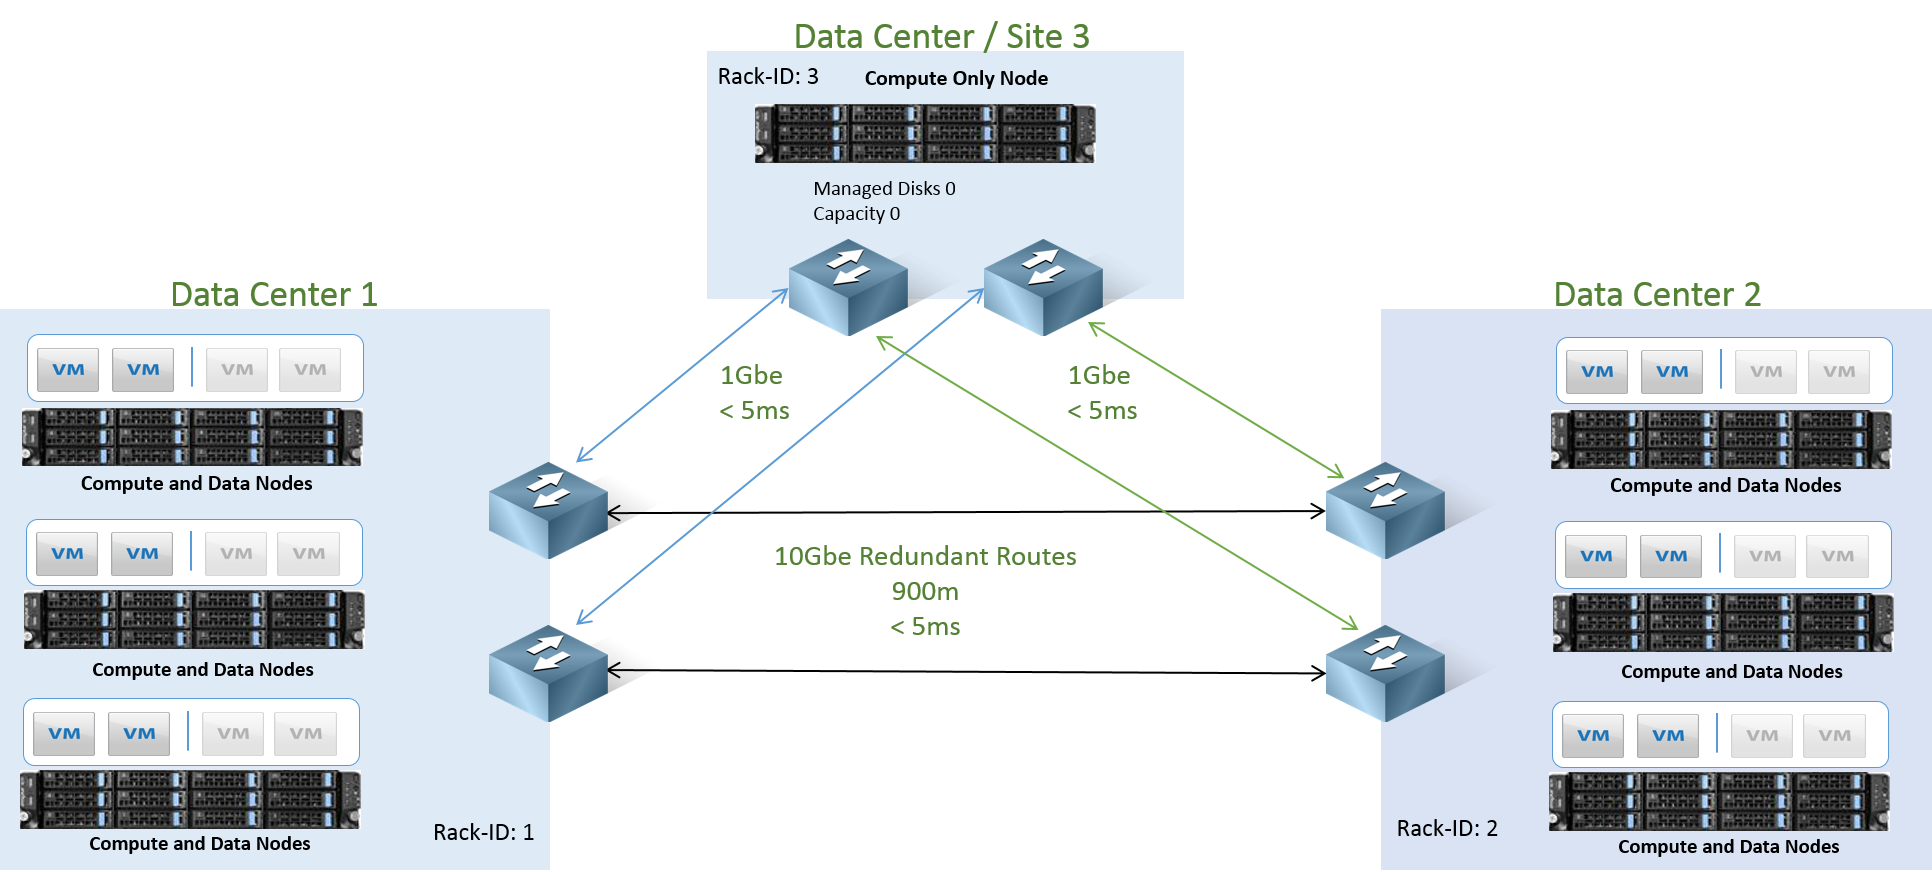 Data Center / Site 3
Rack-ID: 3
Compute Only Node
Managed Disks 0
Capacity 0
Data Center 1
VM VM VM VM
Compute and Data Nodes
VM VM VM VM
Compute and Data Nodes
VM VM VM VM
Compute and Data Nodes
Rack-ID: 1
1Gbe
< 5ms
1Gbe
< 5ms
10Gbe Redundant Routes
900m
< 5ms
Data Center 2
VM VM VM VM
Compute and Data Nodes
VM VM VM VM
Compute and Data Nodes
VM VM VM VM
Rack-ID: 2
Compute and Data Nodes